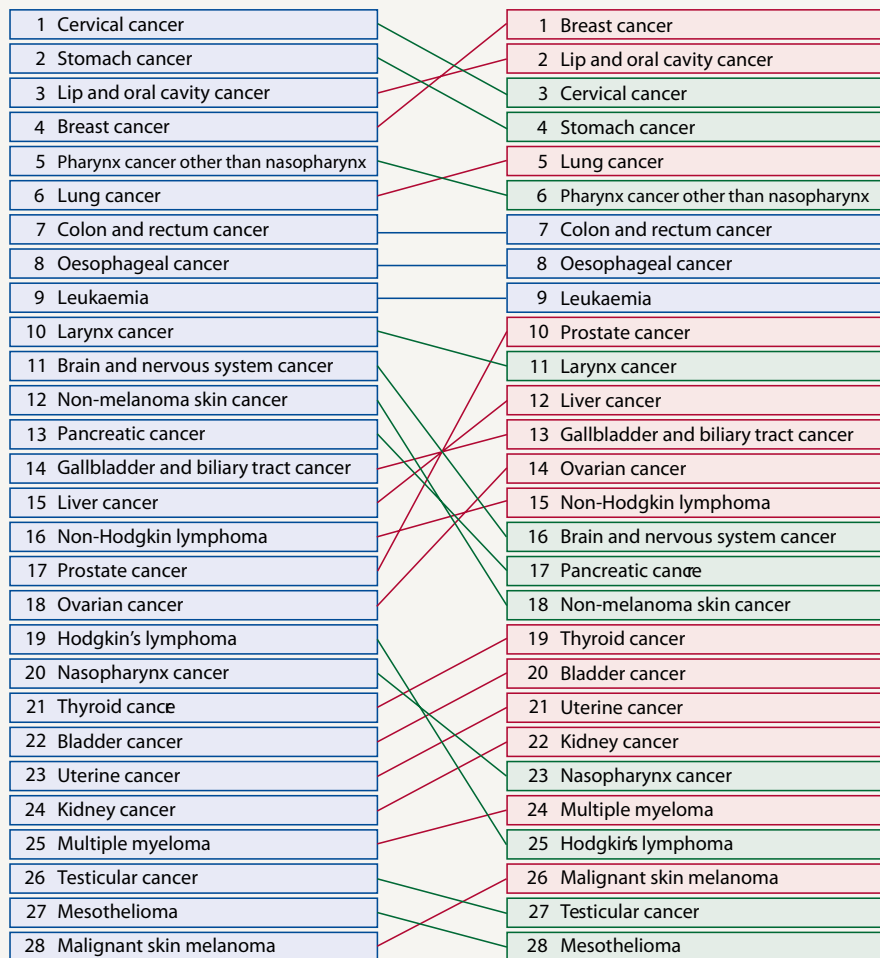 1 Cervical cancer
2 Stomach cancer
3 Lip and oral cavity cancer
4 Breast cancer
5 Pharynx cancer other than nasopharynx
6 Lung cancer
7 Colon and rectum cancer
8 Oesophageal cancer
9 Leukaemia
10 Larynx cancer
11 Brain and nervous system cancer
12 Non-melanoma skin cancer
13 Pancreatic cancer
14 Gallbladder and biliary tract cancer
15 Liver cancer
16 Non-Hodgkin lymphoma
17 Prostate cancer
18 Ovarian cancer
19 Hodgkin's lymphoma
20 Nasopharynx cancer
21 Thyroid cancer
22 Bladder cancer
23 Uterine cancer
24 Kidney cancer
25 Multiple myeloma
26 Testicular cancer
27 Mesothelioma
28 Malignant skin melanoma
1 Breast cancer
2 Lip and oral cavity cancer
3 Cervical cancer
4 Stomach cancer
5 Lung cancer
6 Pharynx cancer other than nasopharynx
7 Colon and rectum cancer
8 Oesophageal cancer
9 Leukaemia
10 Prostate cancer
11 Larynx cancer
12 Liver cancer
13 Gallbladder and biliary tract cancer
14 Ovarian cancer
15 Non-Hodgkin lymphoma
16 Brain and nervous system cancer
17 Pancreatic cancer
18 Non-melanoma skin cancer
19 Thyroid cancer
20 Bladder cancer
21 Uterine cancer
22 Kidney cancer
23 Nasopharynx cancer
24 Multiple myeloma
25 Hodgkin's lymphoma
26 Malignant skin melanoma
27 Testicular cancer
28 Mesothelioma